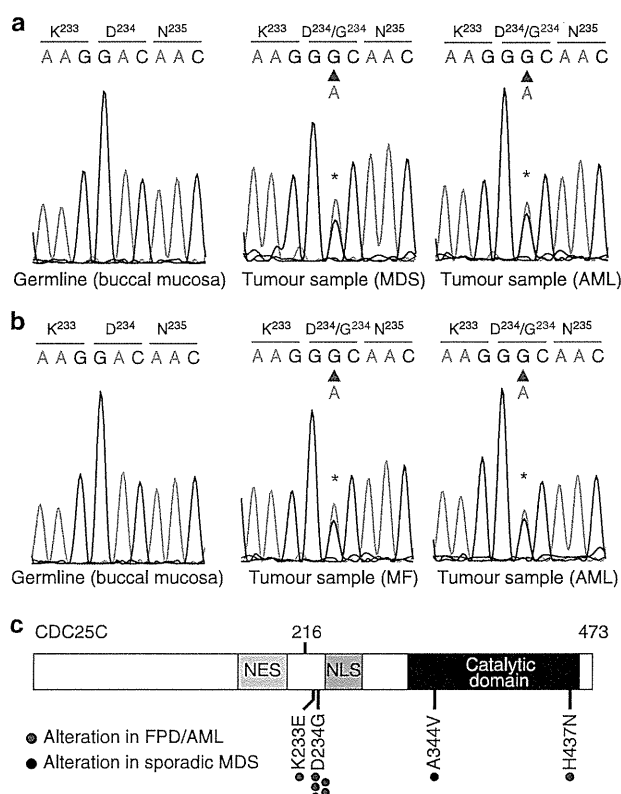 a
K233 D234 N235 K233 D234/G234 N235 K233 D234/G234 N235
A A G G A C A A C A A G G G C A A C A A G G G C A A C
A A
* *
Germline (buccal mucosa) Tumour sample (MDS) Tumour sample (AML)
b
K233 D234 N235 K233 D234/G234 N235 K233 D234/G234 N235
A A G G A C A A C A A G G G C A A C A A G G G C A A C
A A
* *
Germline (buccal mucosa) Tumour sample (MF) Tumour sample (AML)
c
CDC25C 216 473
NES NLS Catalytic
domain
K233E D234G A344V H437N
Alteration in FPD/AML
Alteration in sporadic MDS